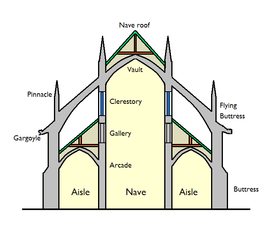 Nave roof
Vault
Pinnacle
Clerestory
Flying
Buttress
Gargoyle
Gallery
Arcade
Aisle
Nave
Aisle
Buttress